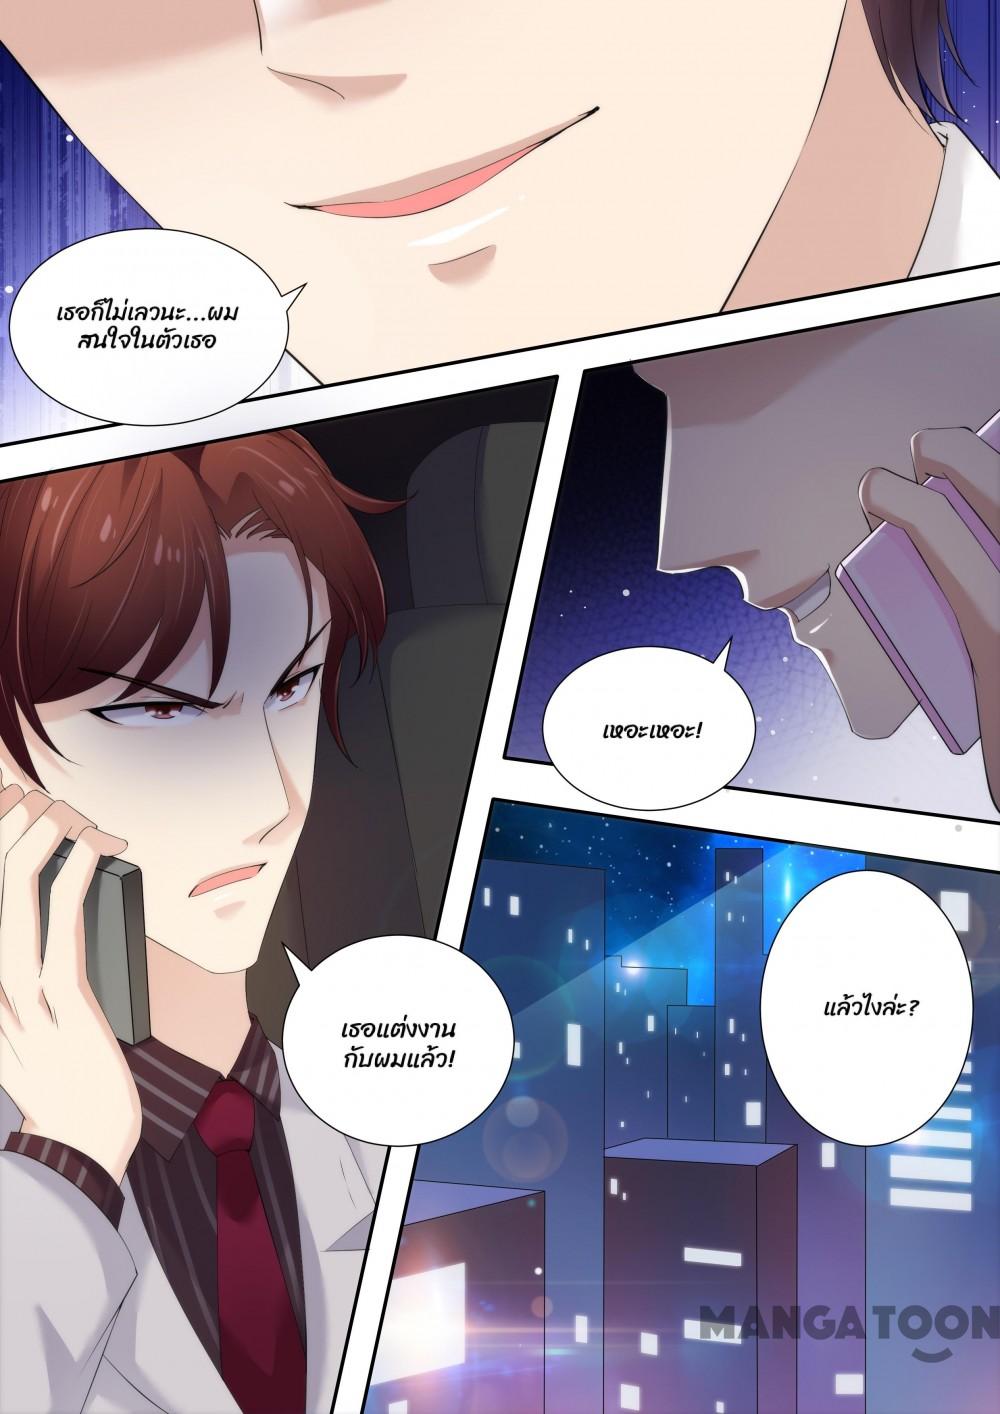 เธอก็ไม่เลวนะ...ผม
สนใจในตัวเธอ
เหอะเหอะ!
เธอแต่งงาน
กับผมแล้ว!
แล้วไงล่ะ?
MANGATOON